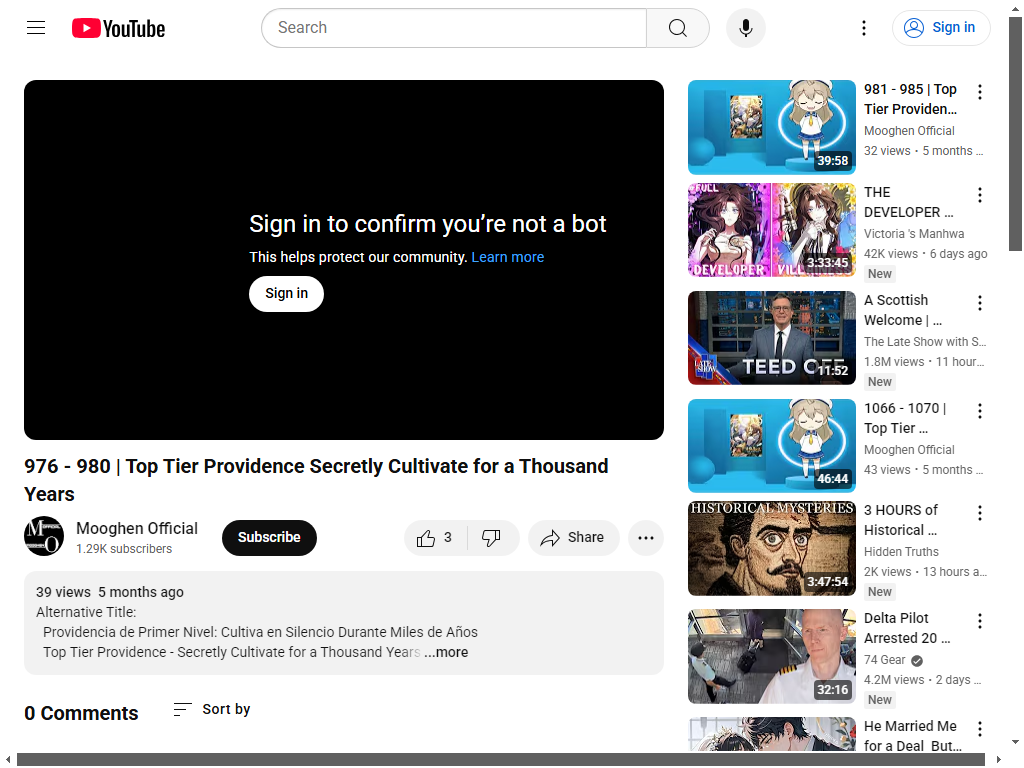 YouTube
Search
Sign in
Sign in to confirm you’re not a bot
This helps protect our community. Learn more
Sign in
976 - 980 | Top Tier Providence Secretly Cultivate for a Thousand
Years
Mooghen Official
1.29K subscribers
Subscribe
3
Share
39 views 5 months ago
Alternative Title:
Providencia de Primer Nivel: Cultiva en Silencio Durante Miles de Años
Top Tier Providence - Secretly Cultivate for a Thousand Years ...more
0 Comments
Sort by
39:58
981 - 985 | Top
Tier Providen...
Mooghen Official
32 views • 5 months ...
FULL
DEVELOPER
3:33:45
THE
DEVELOPER ...
Victoria 's Manhwa
42K views • 6 days ago
New
LATE SHOW
TEED OFF
11:52
A Scottish
Welcome | ...
The Late Show with S...
1.8M views • 11 hour...
New
46:44
1066 - 1070 |
Top Tier ...
Mooghen Official
43 views • 5 months ...
HISTORICAL MYSTERIES
3:47:54
3 HOURS of
Historical ...
Hidden Truths
2K views • 13 hours a...
New
32:16
Delta Pilot
Arrested 20 ...
74 Gear
4.2M views • 2 days ...
New
He Married Me
for a Deal But...